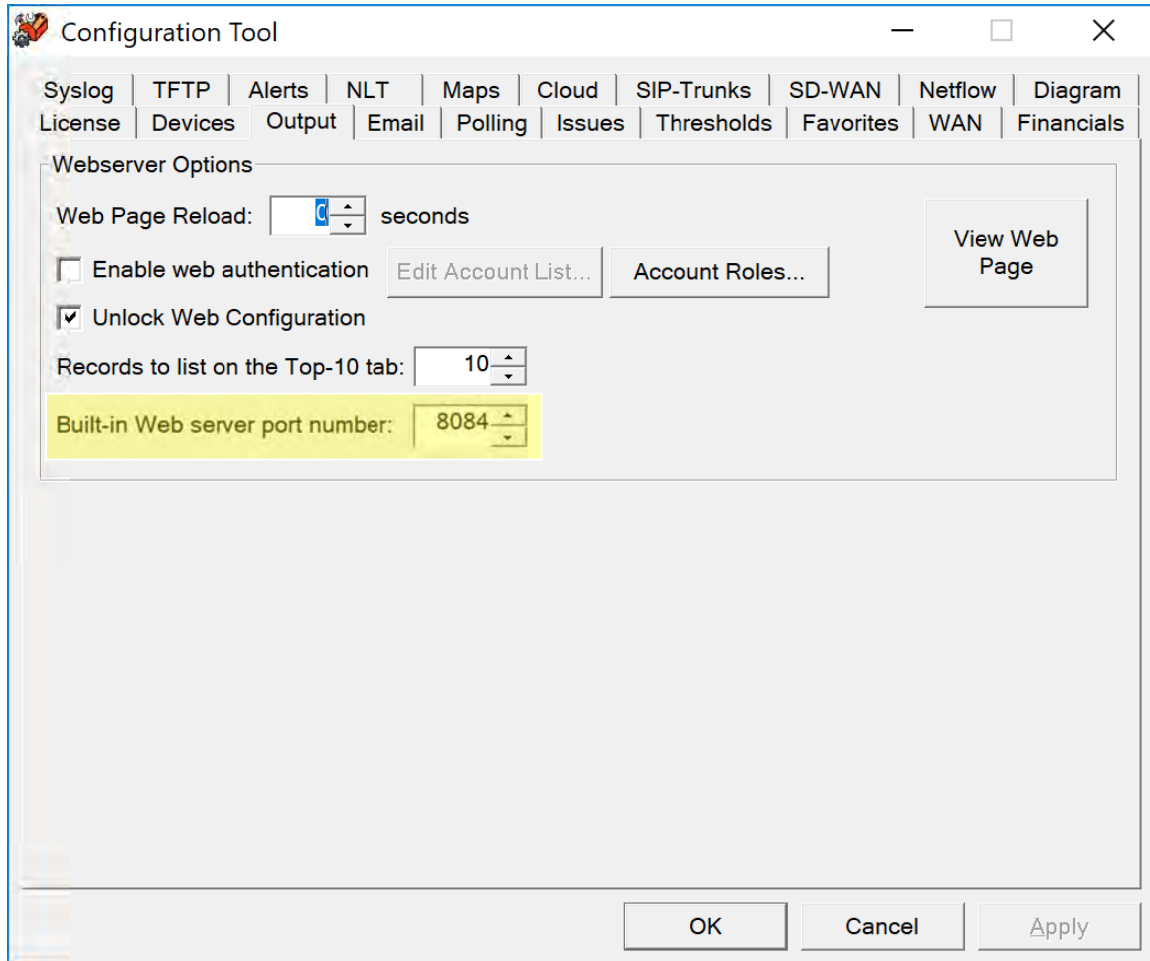 Configuration Tool
Syslog TFTP Alerts NLT Maps Cloud SIP-Trunks SD-WAN Netflow Diagram
License Devices Output Email Polling Issues Thresholds Favorites WAN Financials
Webserver Options
Web Page Reload: seconds
View Web
Page
Enable web authentication Edit Account List... Account Roles...
Unlock Web Configuration
Records to list on the Top-10 tab: 10
Built-in Web server port number: 8084
OK Cancel Apply